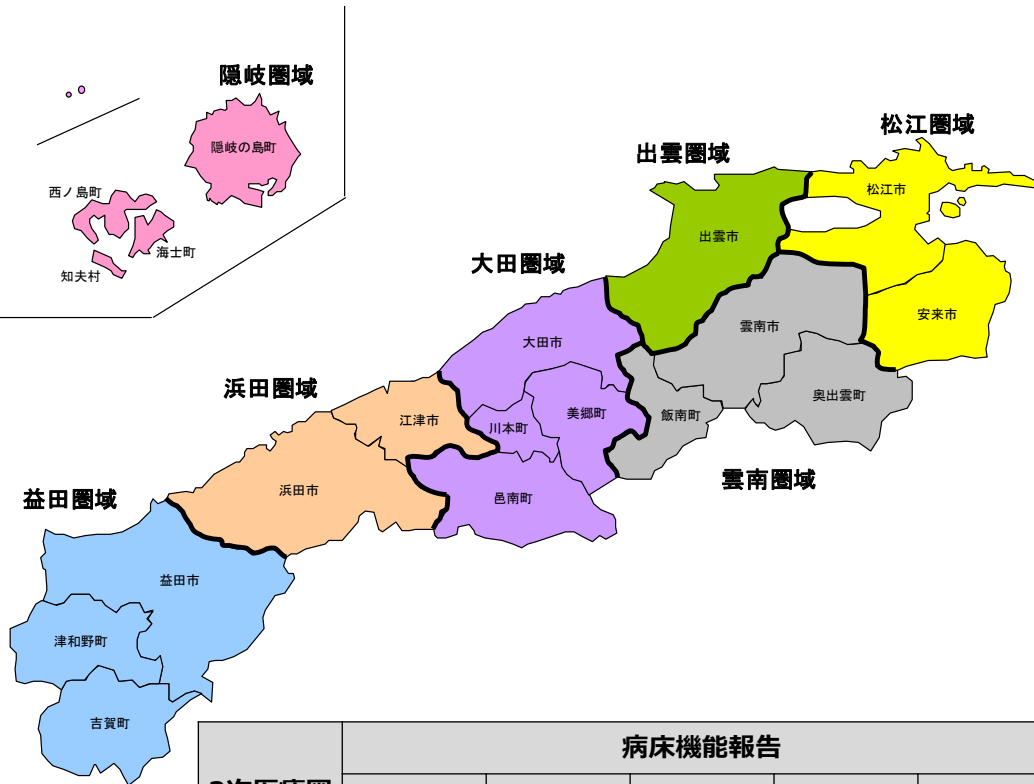 隠岐圏域
隠岐の島町
西ノ島町
海士町
知夫村
松江圏域
松江市
安来市
出雲圏域
出雲市
大田圏域
大田市
美郷町
川本町
邑南町
雲南市
奥出雲町
飯南町
雲南圏域
浜田圏域
江津市
浜田市
益田圏域
益田市
津和野町
吉賀町
病床機能報告
2次医療圏